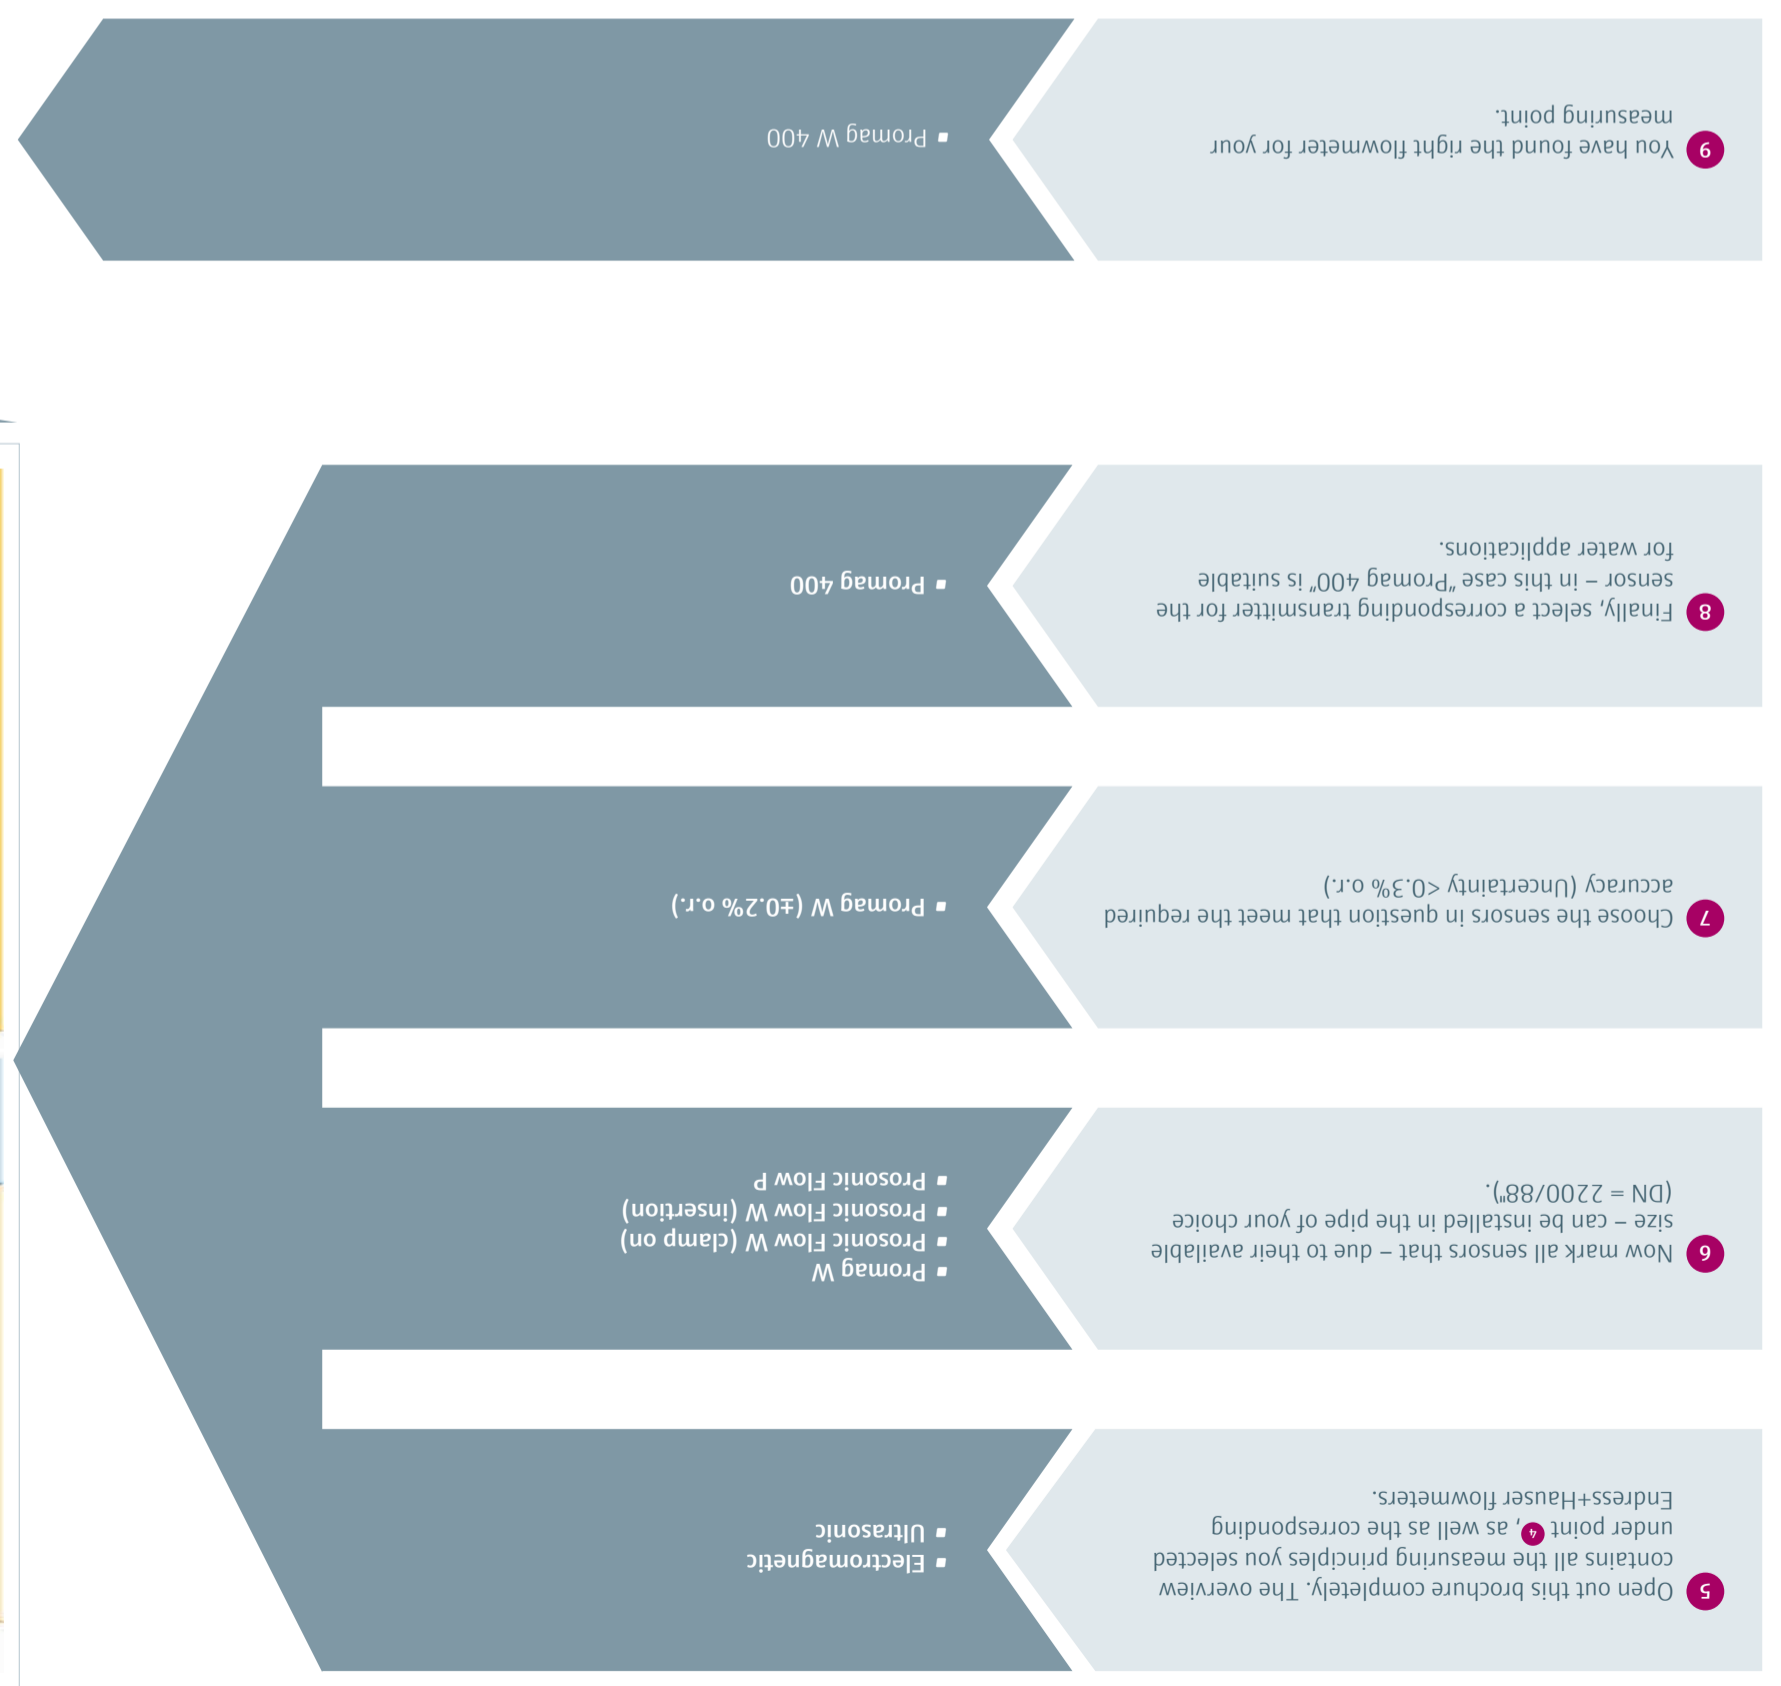 5 Open out this brochure completely. The overview
contains all the measuring principles you selected
under point 4, as well as the corresponding
Endress+Hauser flowmeters.
▪ Electromagnetic
▪ Ultrasonic
6 Now mark all sensors that – due to their available
size – can be installed in the pipe of your choice
(DN = 2200/88").
▪ Promag W
▪ Prosonic Flow W (clamp on)
▪ Prosonic Flow W (insertion)
▪ Prosonic Flow P
7 Choose the sensors in question that meet the required
accuracy (Uncertainty <0.3% o.r.)
▪ Promag W (±0.2% o.r.)
8 Finally, select a corresponding transmitter for the
sensor – in this case "Promag 400" is suitable
for water applications.
▪ Promag 400
9 You have found the right flowmeter for your
measuring point.
▪ Promag W 400